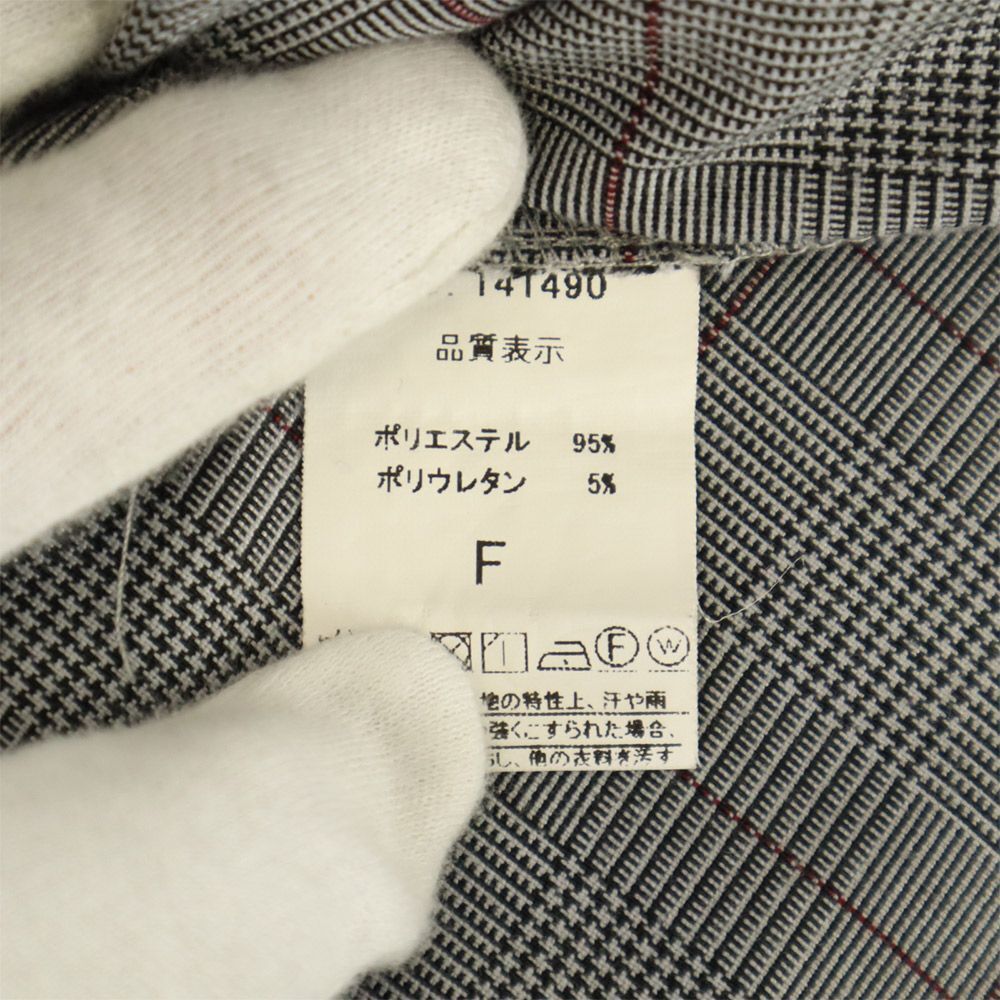 141490
品質表示
ポリエステル 95%
ポリウレタン 5%
F
F W
他の特性上、汗や雨
強くこすられた場合、
し、他の衣料を汚す